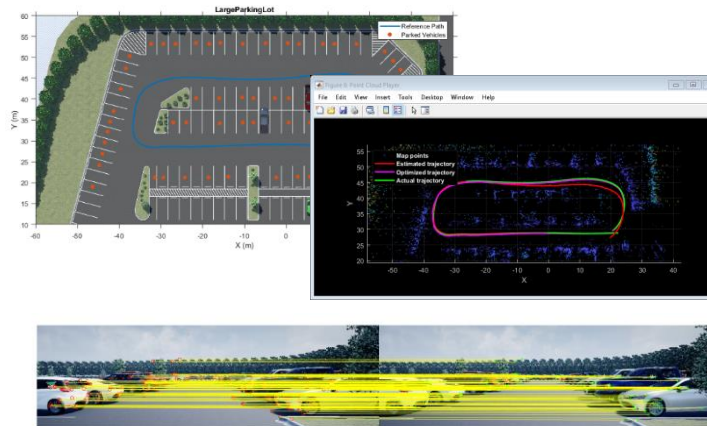 LargeParkingLot
Reference Path
Parked Vehicles
Y (m)
60
55
50
45
40
35
30
25
20
15
10
-60 -50 -40 -30 -20 -10 0
X (m)
Figure 6: Point Cloud Player
File Edit View Insert Tools Desktop Window Help
Map points
Estimated trajectory
Optimized trajectory
Actual trajectory
Y
55
50
45
40
35
30
25
20
-50 -40 -30 -20 -10 0 10 20 30 40
X